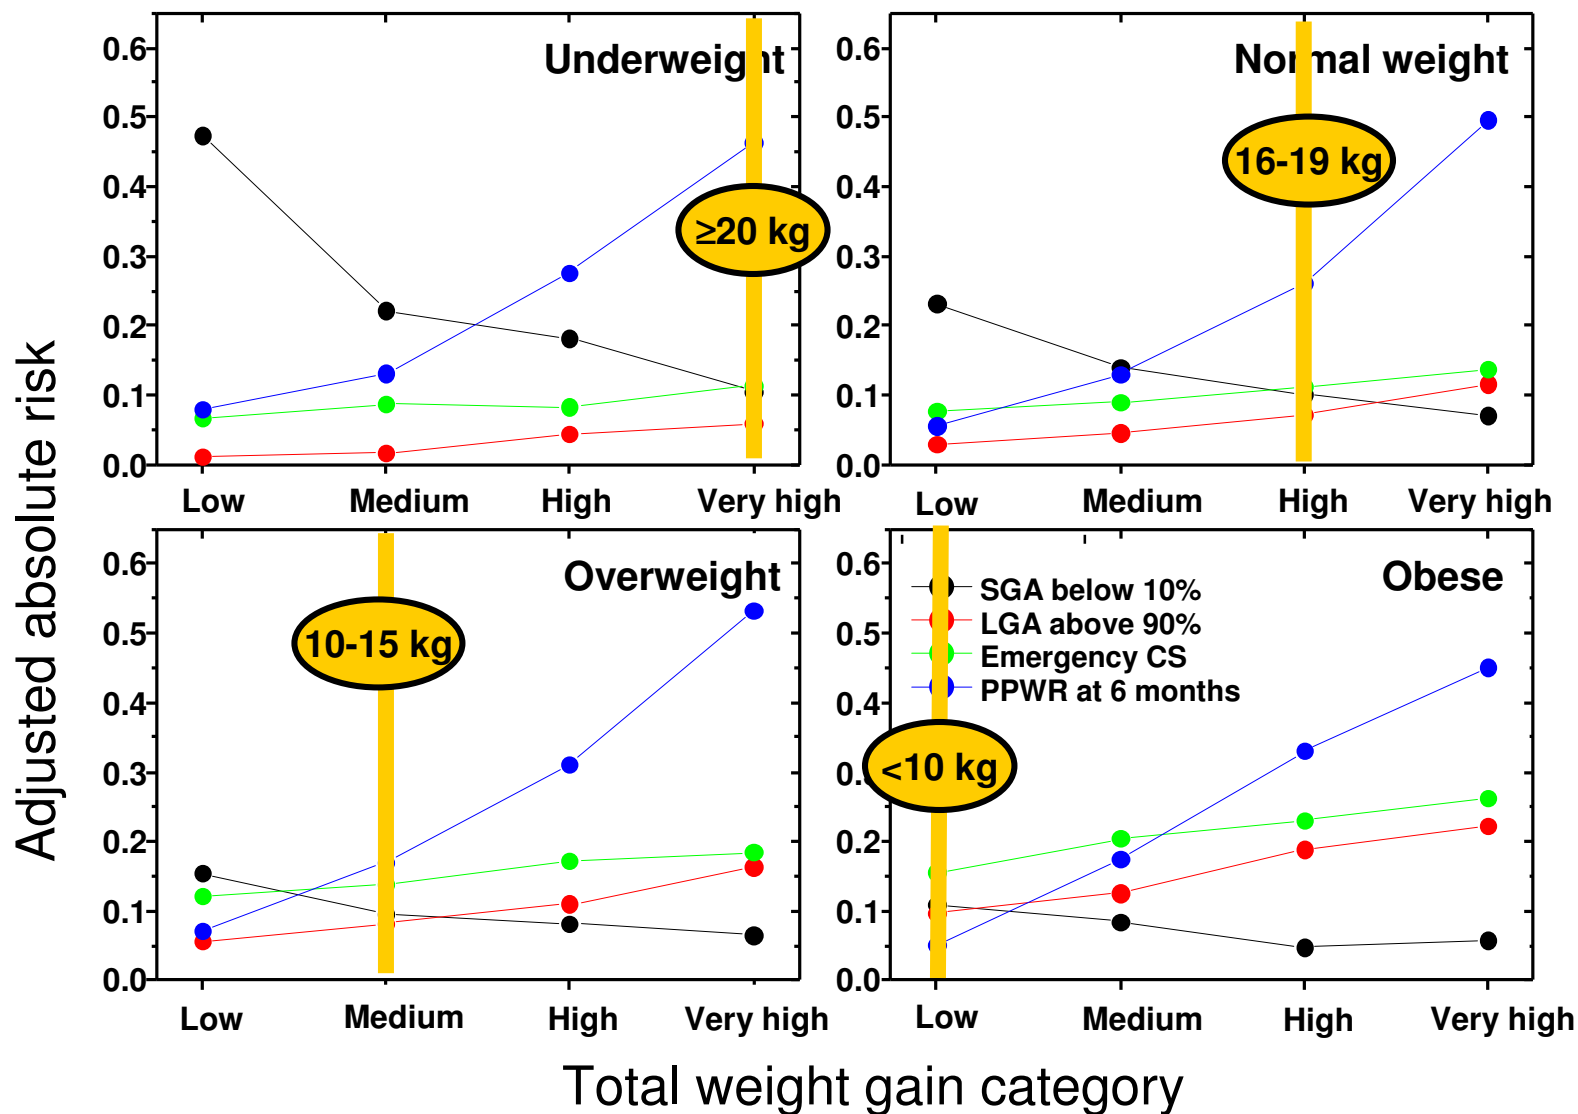 Adjusted absolute risk
Underweight
0.6
0.5
0.4
0.3
0.2
0.1
0.0
≥20 kg
Low Medium High Very high
Normal weight
0.6
0.5
0.4
0.3
0.2
0.1
0.0
16-19 kg
Low Medium High Very high
Overweight
0.6
0.5
0.4
0.3
0.2
0.1
0.0
10-15 kg
Low Medium High Very high
Obese
0.6
0.5
0.4
0.3
0.2
0.1
0.0
SGA below 10%
LGA above 90%
Emergency CS
PPWR at 6 months
<10 kg
Low Medium High Very high
Total weight gain category